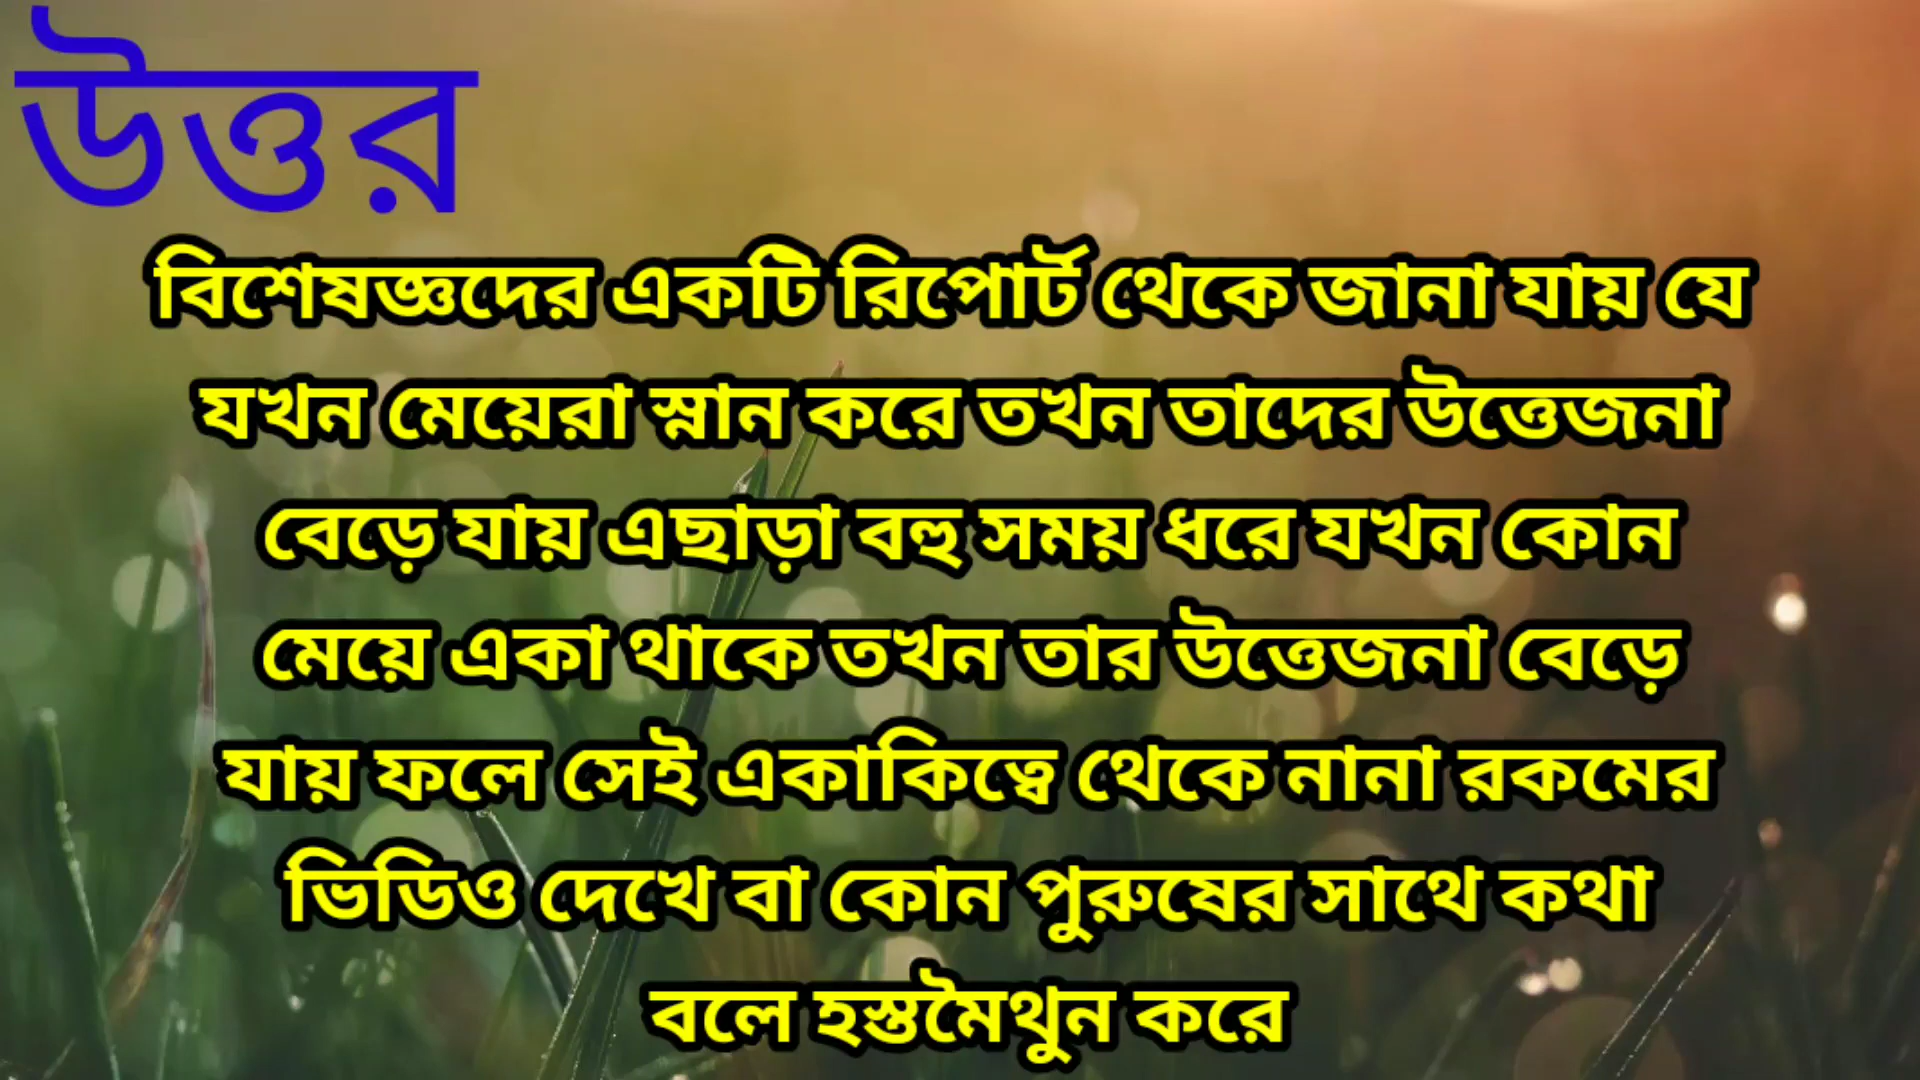 উত্তর
বিশেষজ্ঞদের একটি রিপোর্ট থেকে জানা যায় যে
যখন মেয়েরা স্নান করে তখন তাদের উত্তেজনা
বেড়ে যায় এছাড়া বহু সময় ধরে যখন কোন
মেয়ে একা থাকে তখন তার উত্তেজনা বেড়ে
যায় ফলে সেই একাকিত্বে থেকে নানা রকমের
ভিডিও দেখে বা কোন পুরুষের সাথে কথা
বলে হস্তমৈথুন করে